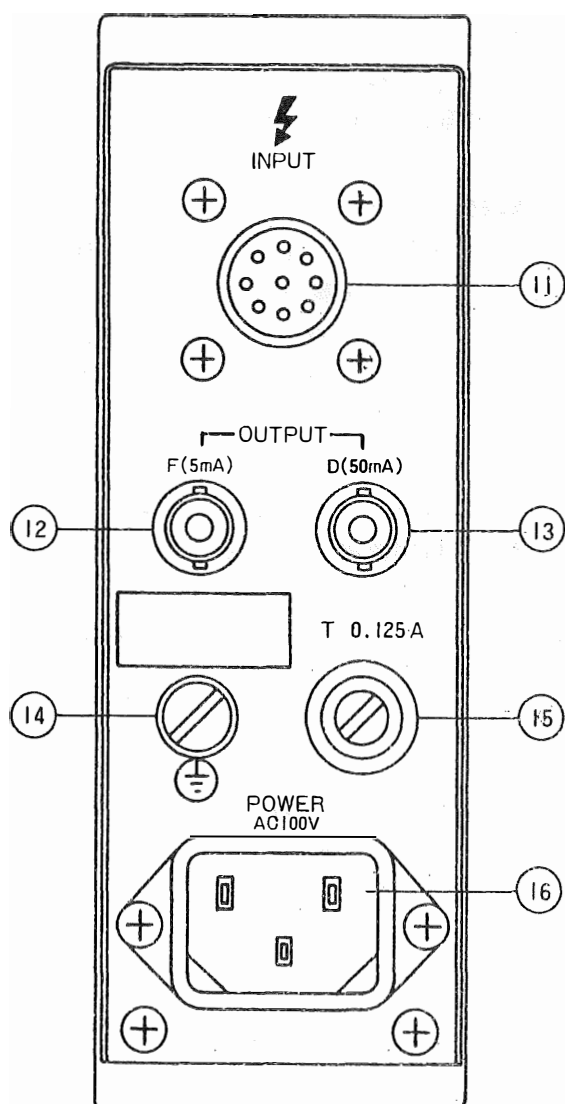 INPUT
11
OUTPUT
F(5mA) D(50mA)
12 13
T 0.125A
14 15
POWER
AC100V
16